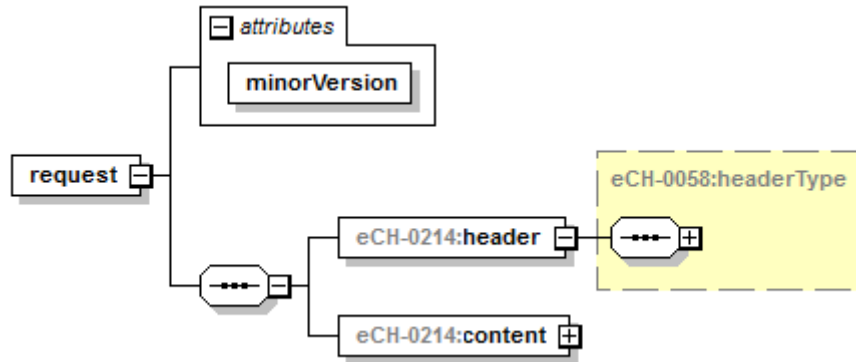 attributes
minorVersion
request
eCH-0058:headerType
eCH-0214:header
eCH-0214:content